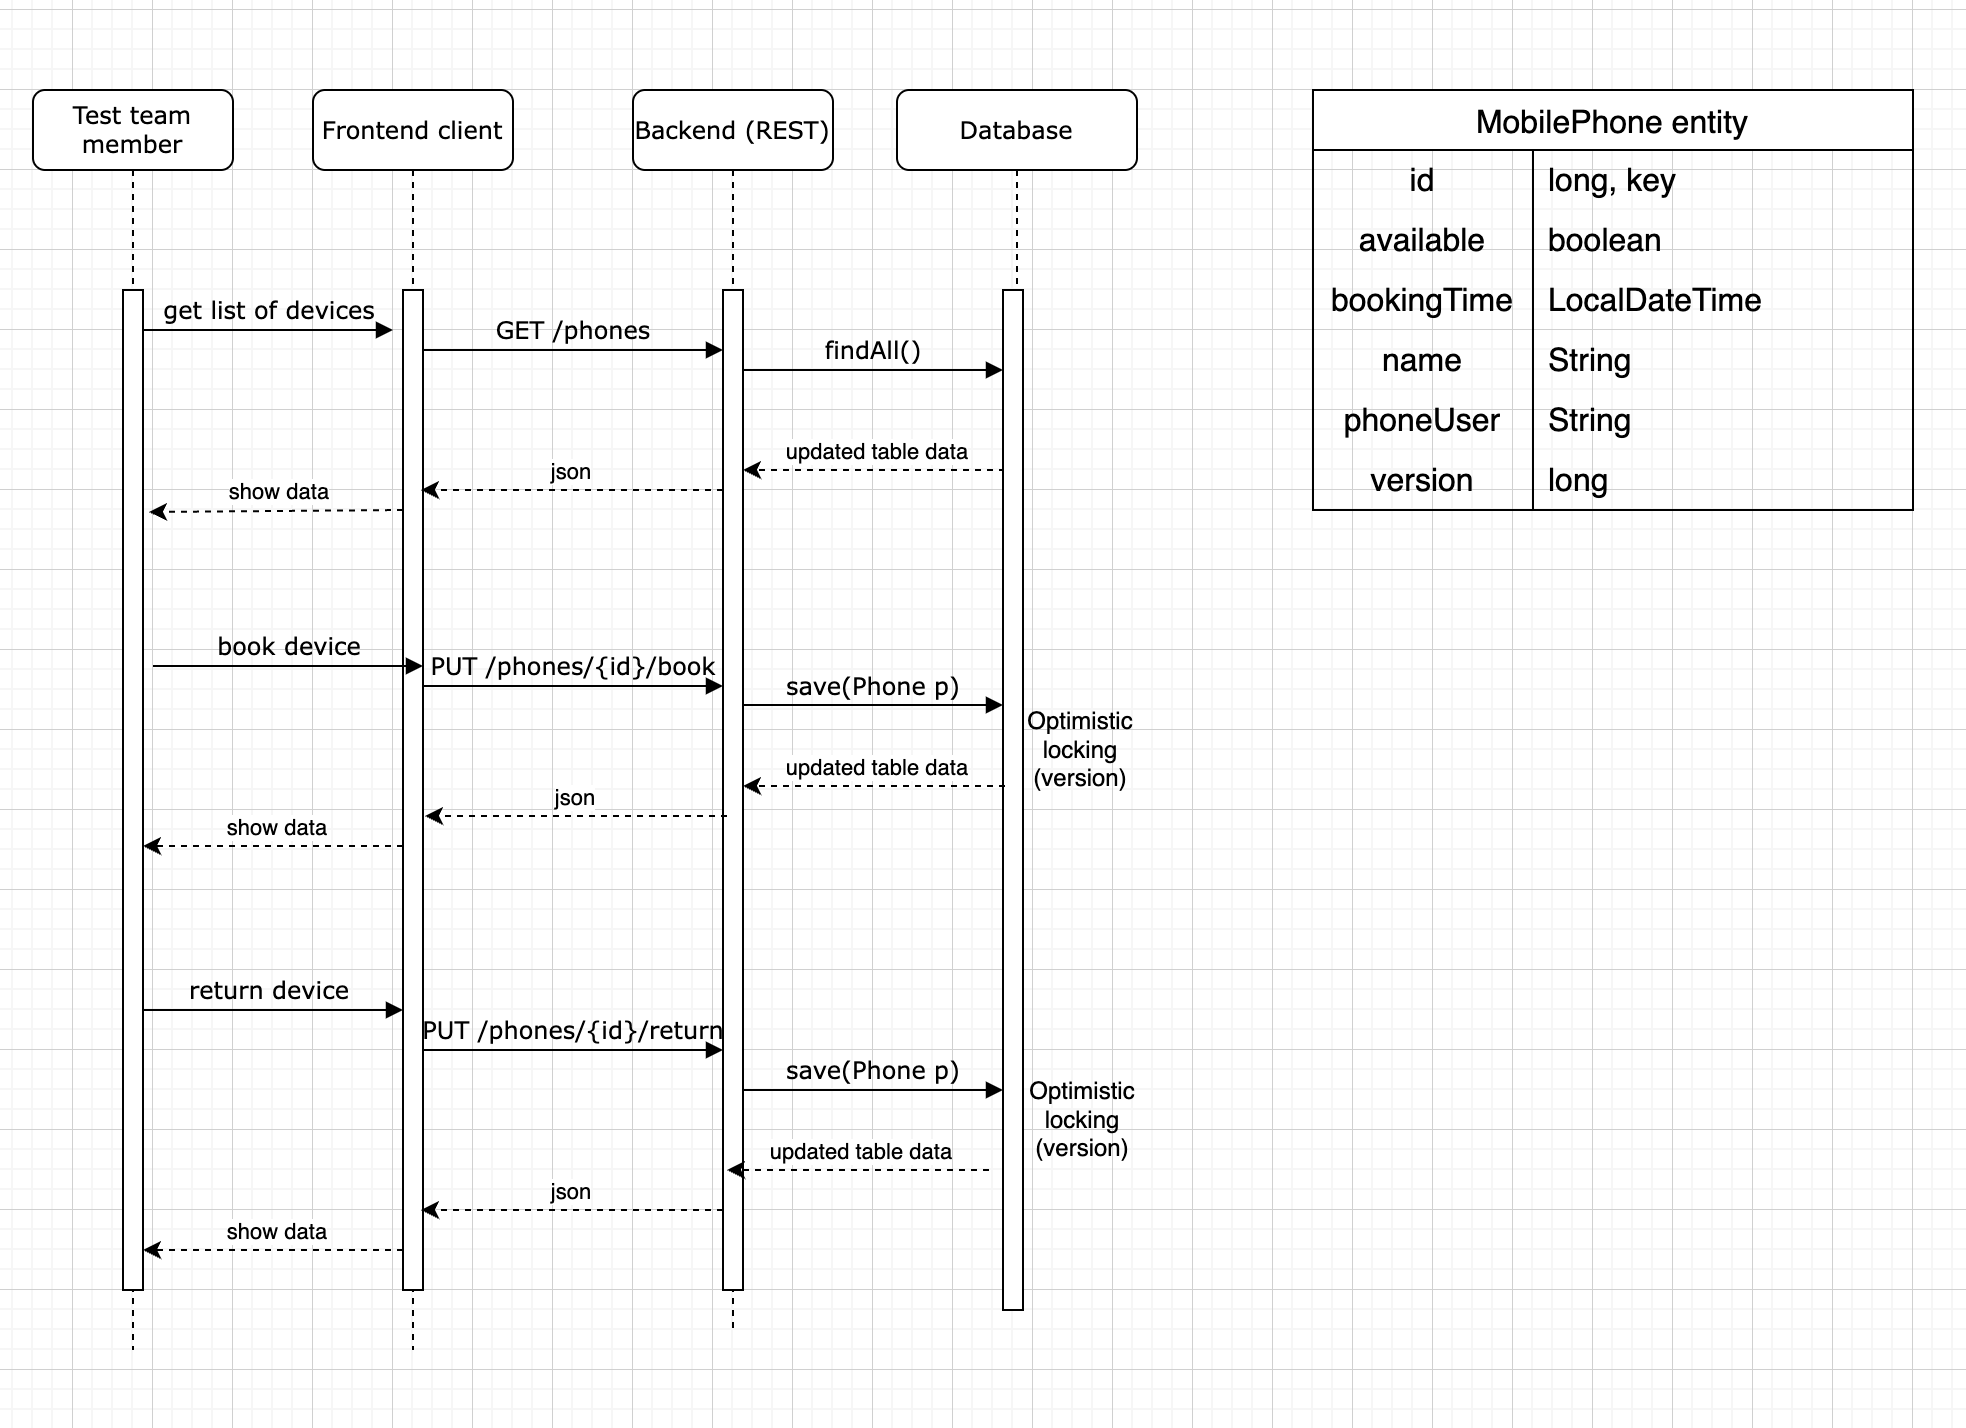 Test team
member
Frontend client
Backend (REST)
Database
get list of devices
GET /phones
findAll()
updated table data
json
show data
book device
PUT /phones/{id}/book
save(Phone p)
Optimistic
locking
(version)
updated table data
json
show data
return device
PUT /phones/{id}/return
save(Phone p)
Optimistic
locking
(version)
updated table data
json
show data
MobilePhone entity
id long, key
available boolean
bookingTime LocalDateTime
name String
phoneUser String
version long